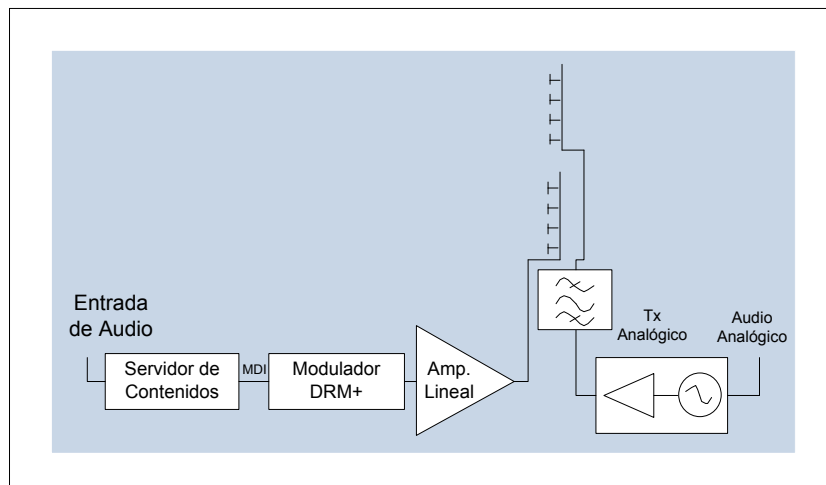 Entrada
de Audio
Servidor de
Contenidos
MDI
Modulador
DRM+
Amp.
Lineal
Tx
Analógico
Audio
Analógico